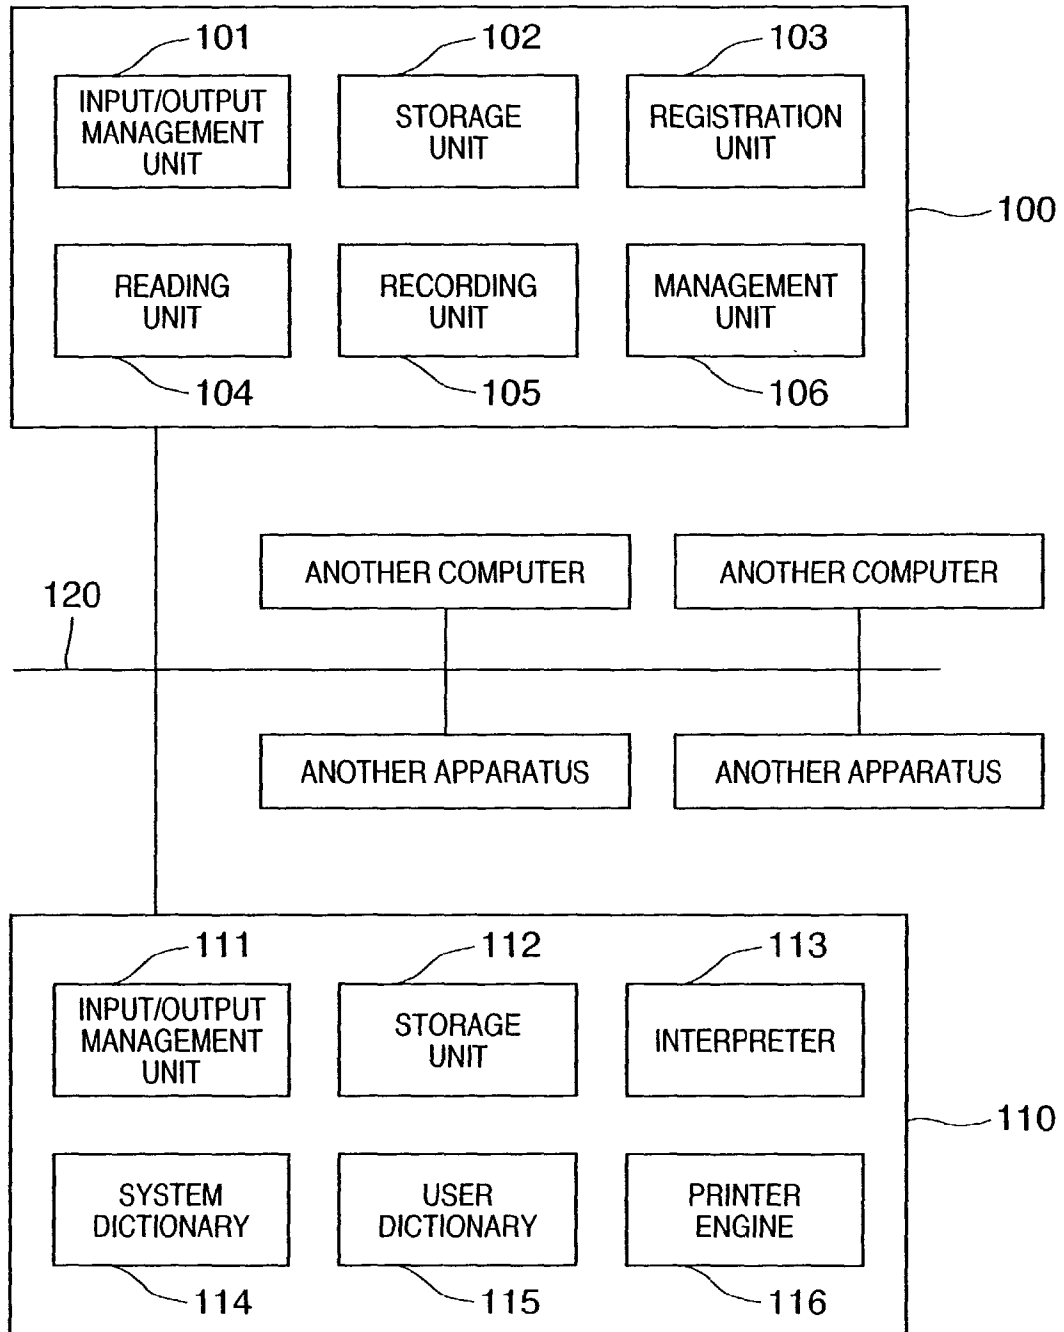 101
102
103
INPUT/OUTPUT
MANAGEMENT
UNIT
STORAGE
UNIT
REGISTRATION
UNIT
100
READING
UNIT
RECORDING
UNIT
MANAGEMENT
UNIT
104
105
106
ANOTHER COMPUTER
ANOTHER COMPUTER
120
ANOTHER APPARATUS
ANOTHER APPARATUS
111
112
113
INPUT/OUTPUT
MANAGEMENT
UNIT
STORAGE
UNIT
INTERPRETER
110
SYSTEM
DICTIONARY
USER
DICTIONARY
PRINTER
ENGINE
114
115
116